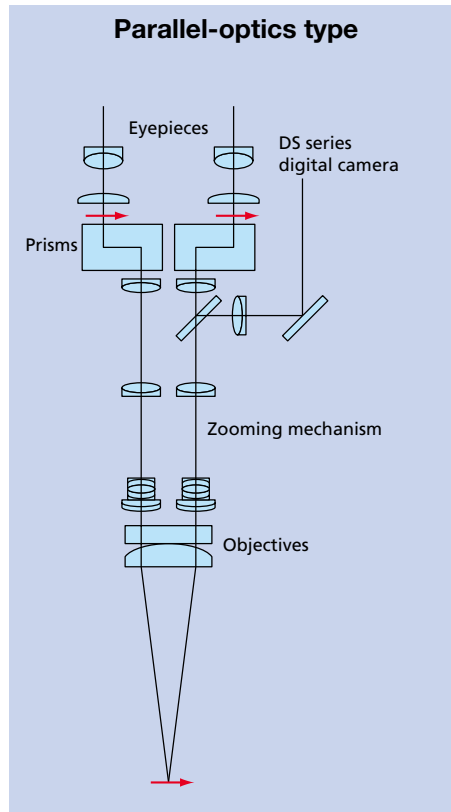 Parallel-optics type
Eyepieces
DS series
digital camera
Prisms
Zooming mechanism
Objectives